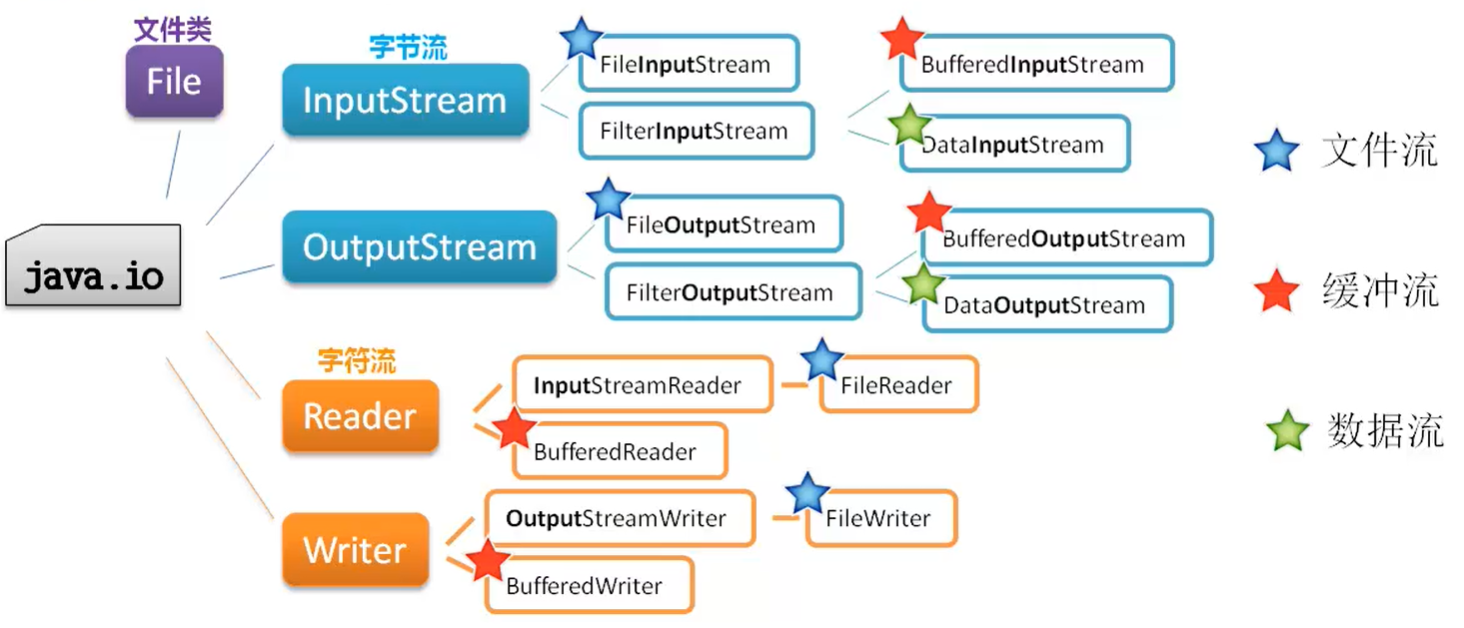 文件类
File
字节流
InputStream
FileInputStream
FilterInputStream
BufferedInputStream
DataInputStream
OutputStream
FileOutputStream
FilterOutputStream
BufferedOutputStream
DataOutputStream
java.io
字符流
Reader
InputStreamReader
FileReader
BufferedReader
Writer
OutputStreamWriter
FileWriter
BufferedWriter
文件流
缓冲流
数据流